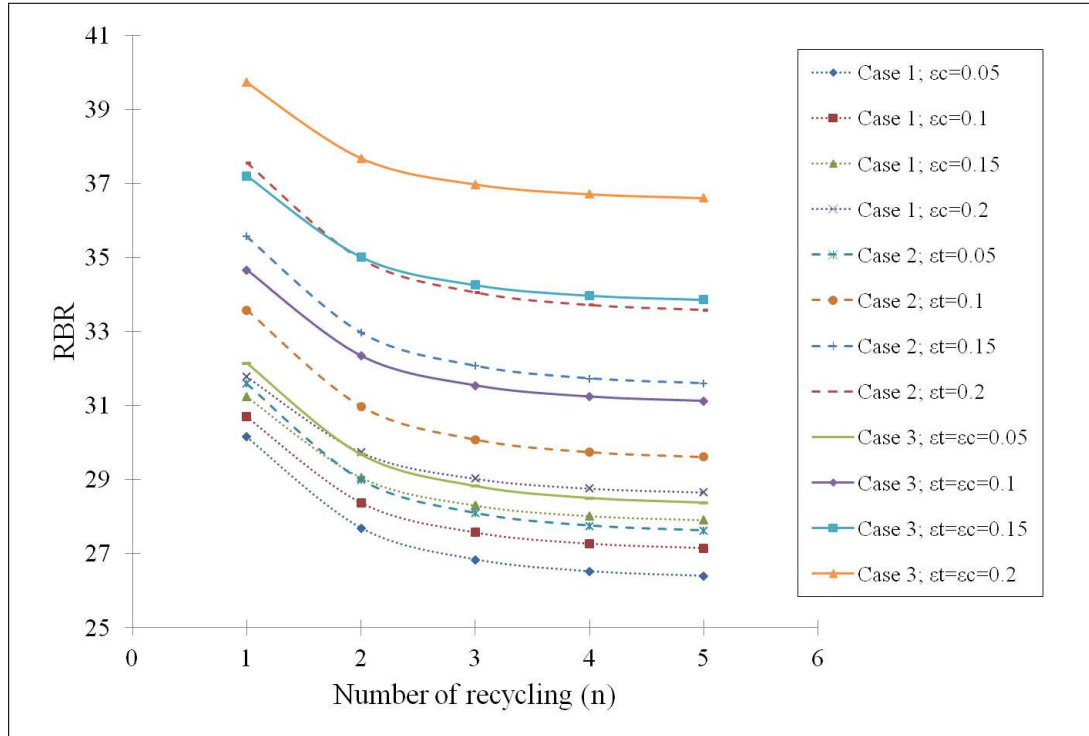 41
39
37
35
33
31
29
27
25
RBR
0
1
2
3
4
5
6
Number of recycling (n)
Case 1; εc=0.05
Case 1; εc=0.1
Case 1; εc=0.15
Case 1; εc=0.2
Case 2; εt=0.05
Case 2; εt=0.1
Case 2; εt=0.15
Case 2; εt=0.2
Case 3; εt=εc=0.05
Case 3; εt=εc=0.1
Case 3; εt=εc=0.15
Case 3; εt=εc=0.2